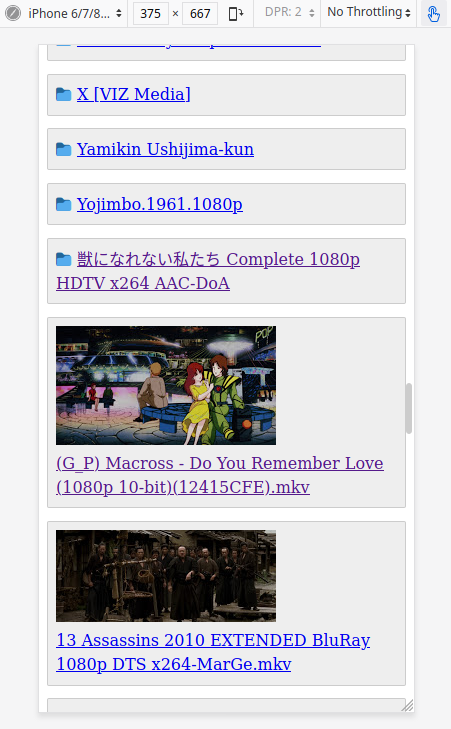 iPhone 6/7/8... 375 × 667 DPR: 2 No Throttling
X [VIZ Media]
Yamikin Ushijima-kun
Yojimbo.1961.1080p
獣になれない私たち Complete 1080p
HDTV x264 AAC-DoA
POP
(G_P) Macross - Do You Remember Love
(1080p 10-bit)(12415CFE).mkv
13 Assassins 2010 EXTENDED BluRay
1080p DTS x264-MarGe.mkv